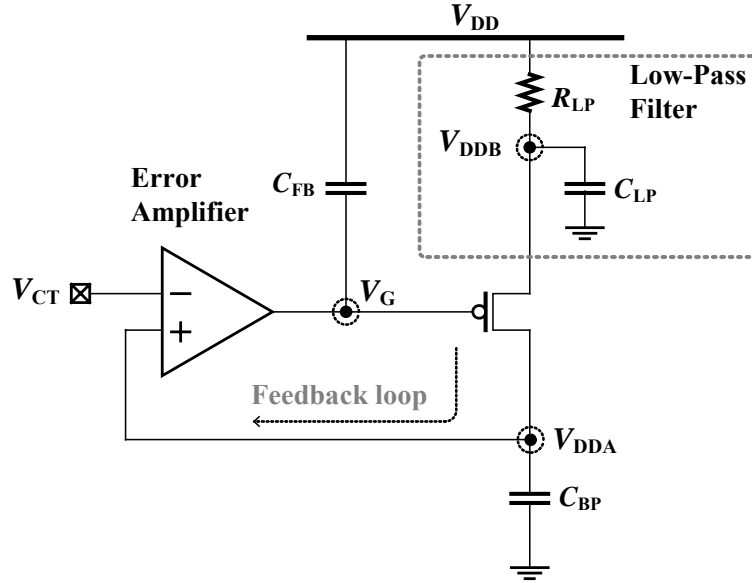 VDD
Low-Pass
Filter
RLP
VDDB
CFB
CLP
Error
Amplifier
VCT
−
+
VG
Feedback loop
VDDA
CBP